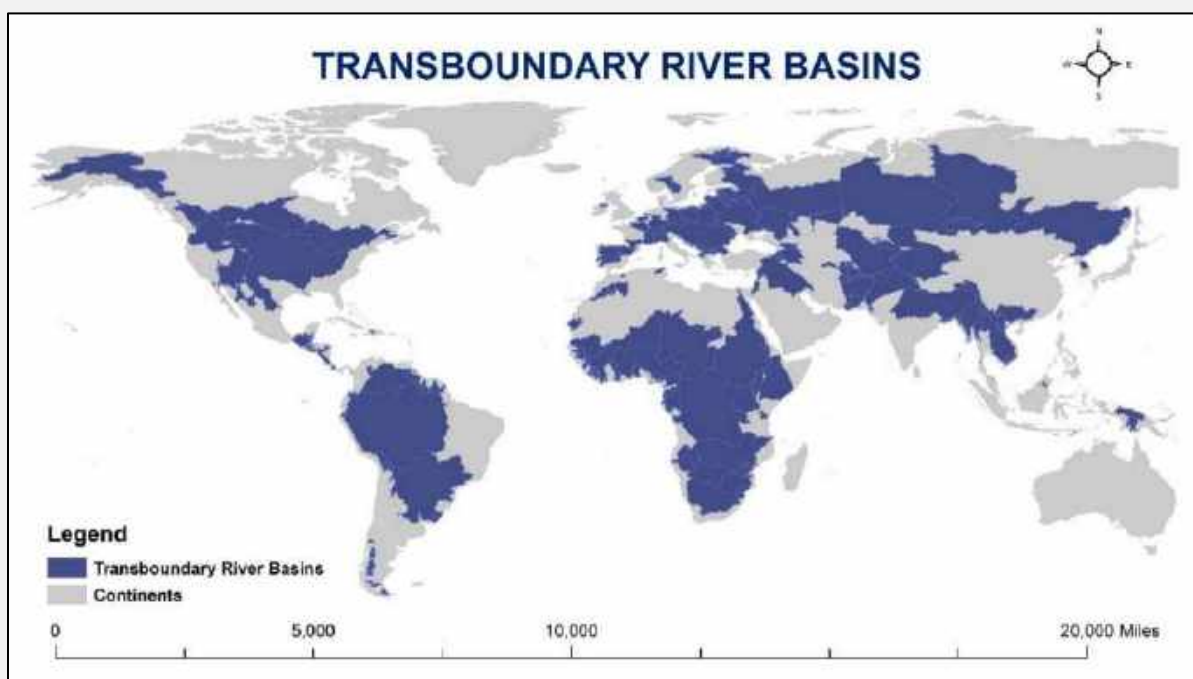 TRANSBOUNDARY RIVER BASINS
N
W E
S
Legend
Transboundary River Basins
Continents
0 5,000 10,000 20,000 Miles